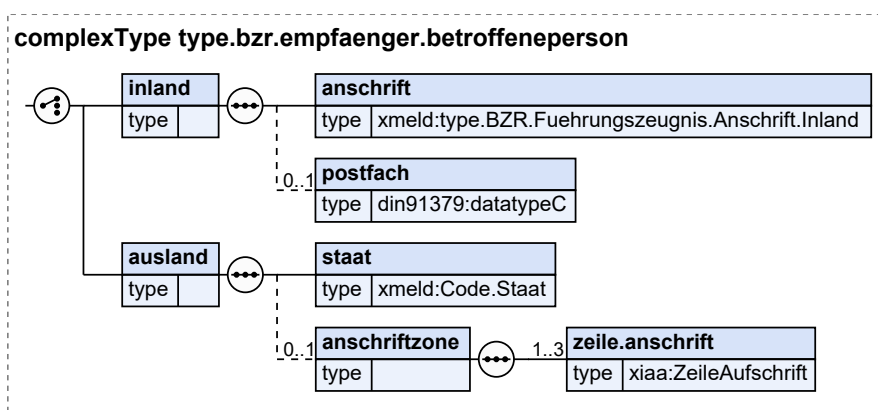 complexType type.bzr.empfaenger.betroffeneperson
inland
type
anschrift
type xmeld:type.BZR.Fuehrungszeugnis.Anschrift.Inland
0..1
postfach
type din91379:datatypeC
ausland
type
staat
type xmeld:Code.Staat
0..1
anschriftzone
type
1..3
zeile.anschrift
type xiaa:ZeileAufschrift